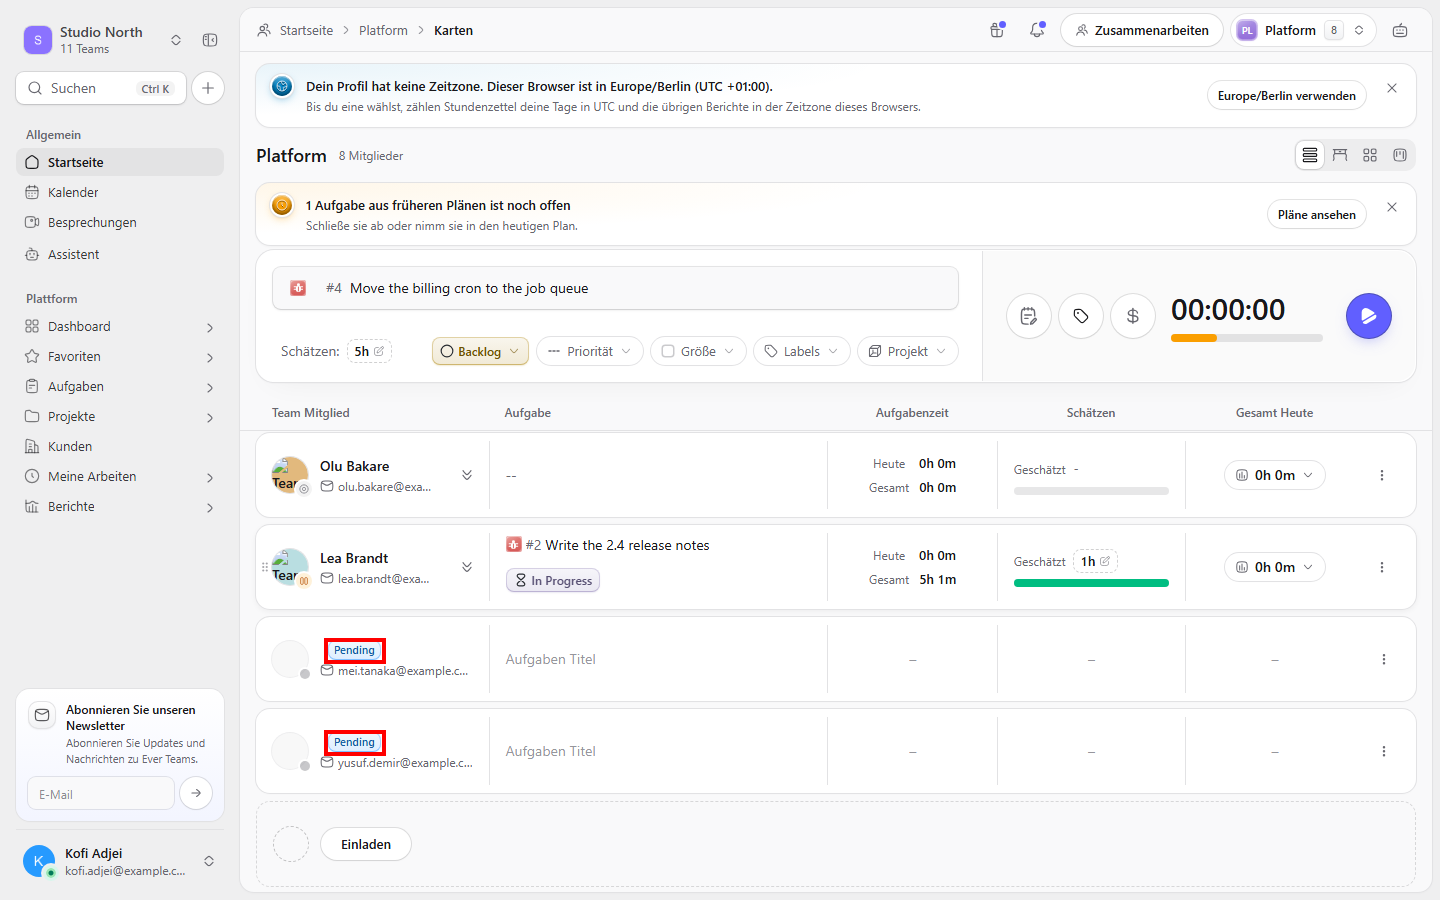 S
Studio North
11 Teams
Suchen
Ctrl K
Allgemein
Startseite
Kalender
Besprechungen
Assistent
Plattform
Dashboard
Favoriten
Aufgaben
Projekte
Kunden
Meine Arbeiten
Berichte
Abonnieren Sie unseren
Newsletter
Abonnieren Sie Updates und
Nachrichten zu Ever Teams.
E-Mail
K
Kofi Adjei
kofi.adjei@example.c...
Startseite
Platform
Karten
Zusammenarbeiten
PL
Platform
8
Dein Profil hat keine Zeitzone. Dieser Browser ist in Europe/Berlin (UTC +01:00).
Bis du eine wählst, zählen Stundenzettel deine Tage in UTC und die übrigen Berichte in der Zeitzone dieses Browsers.
Europe/Berlin verwenden
Platform
8 Mitglieder
1 Aufgabe aus früheren Plänen ist noch offen
Schließe sie ab oder nimm sie in den heutigen Plan.
Pläne ansehen
#4 Move the billing cron to the job queue
Schätzen:
5h
Backlog
Priorität
Größe
Labels
Projekt
00:00:00
Team Mitglied
Aufgabe
Aufgabenzeit
Schätzen
Gesamt Heute
Tear
Olu Bakare
olu.bakare@exa...
--
Heute 0h 0m
Gesamt 0h 0m
Geschätzt -
0h 0m
Tear
Lea Brandt
lea.brandt@exa...
#2 Write the 2.4 release notes
In Progress
Heute 0h 0m
Gesamt 5h 1m
Geschätzt 1h
0h 0m
Pending
mei.tanaka@example.c...
Aufgaben Titel
–
–
–
Pending
yusuf.demir@example.c...
Aufgaben Titel
–
–
–
Einladen